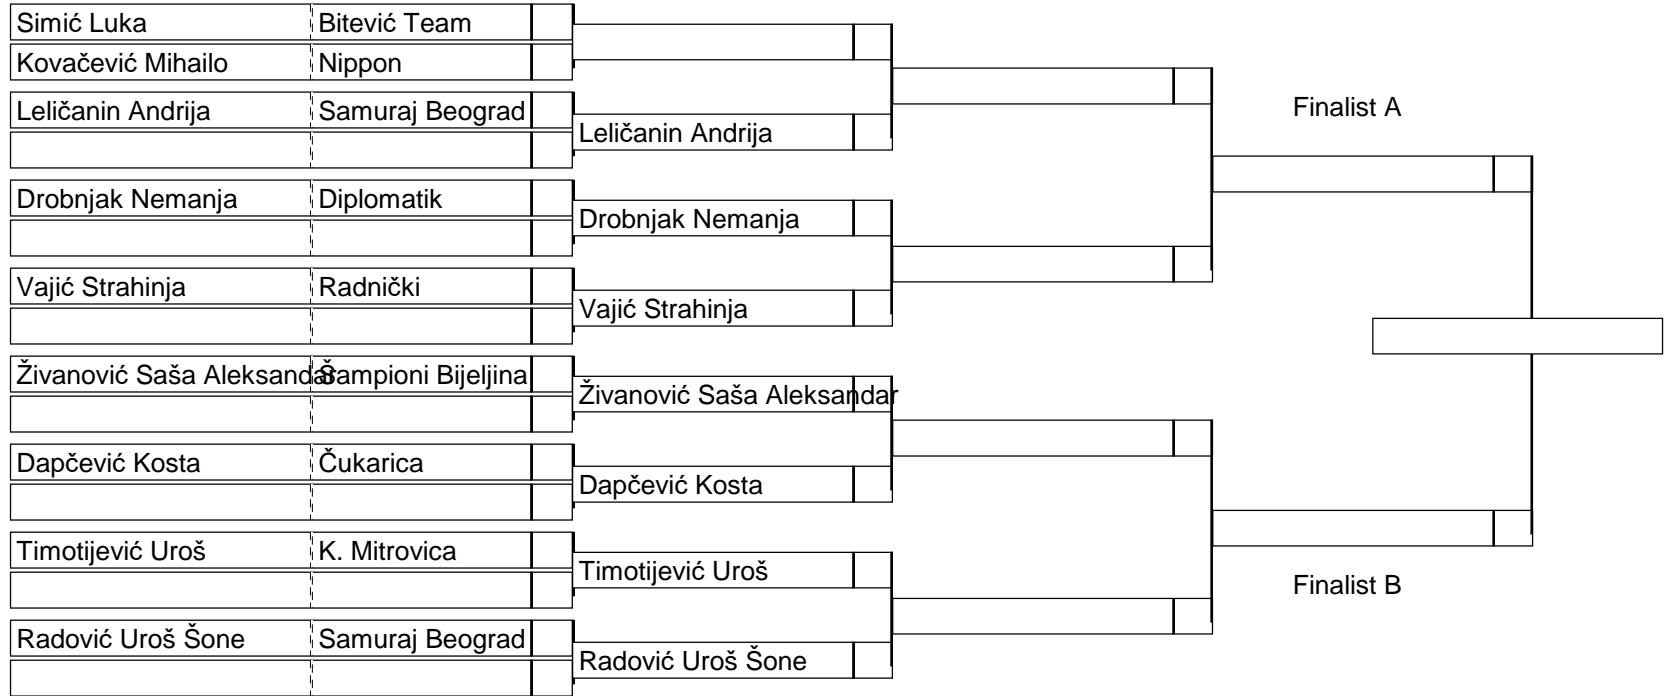 Simić Luka Bitević Team
Kovačević Mihailo Nippon
Leličanin Andrija Samuraj Beograd
Drobnjak Nemanja Diplomatik
Vajić Strahinja Radnički
Živanović Saša Aleksandar Šampioni Bijeljina
Dapčević Kosta Čukarica
Timotijević Uroš K. Mitrovica
Radović Uroš Šone Samuraj Beograd
Leličanin Andrija
Drobnjak Nemanja
Vajić Strahinja
Živanović Saša Aleksandar
Dapčević Kosta
Timotijević Uroš
Radović Uroš Šone
Finalist A
Finalist B